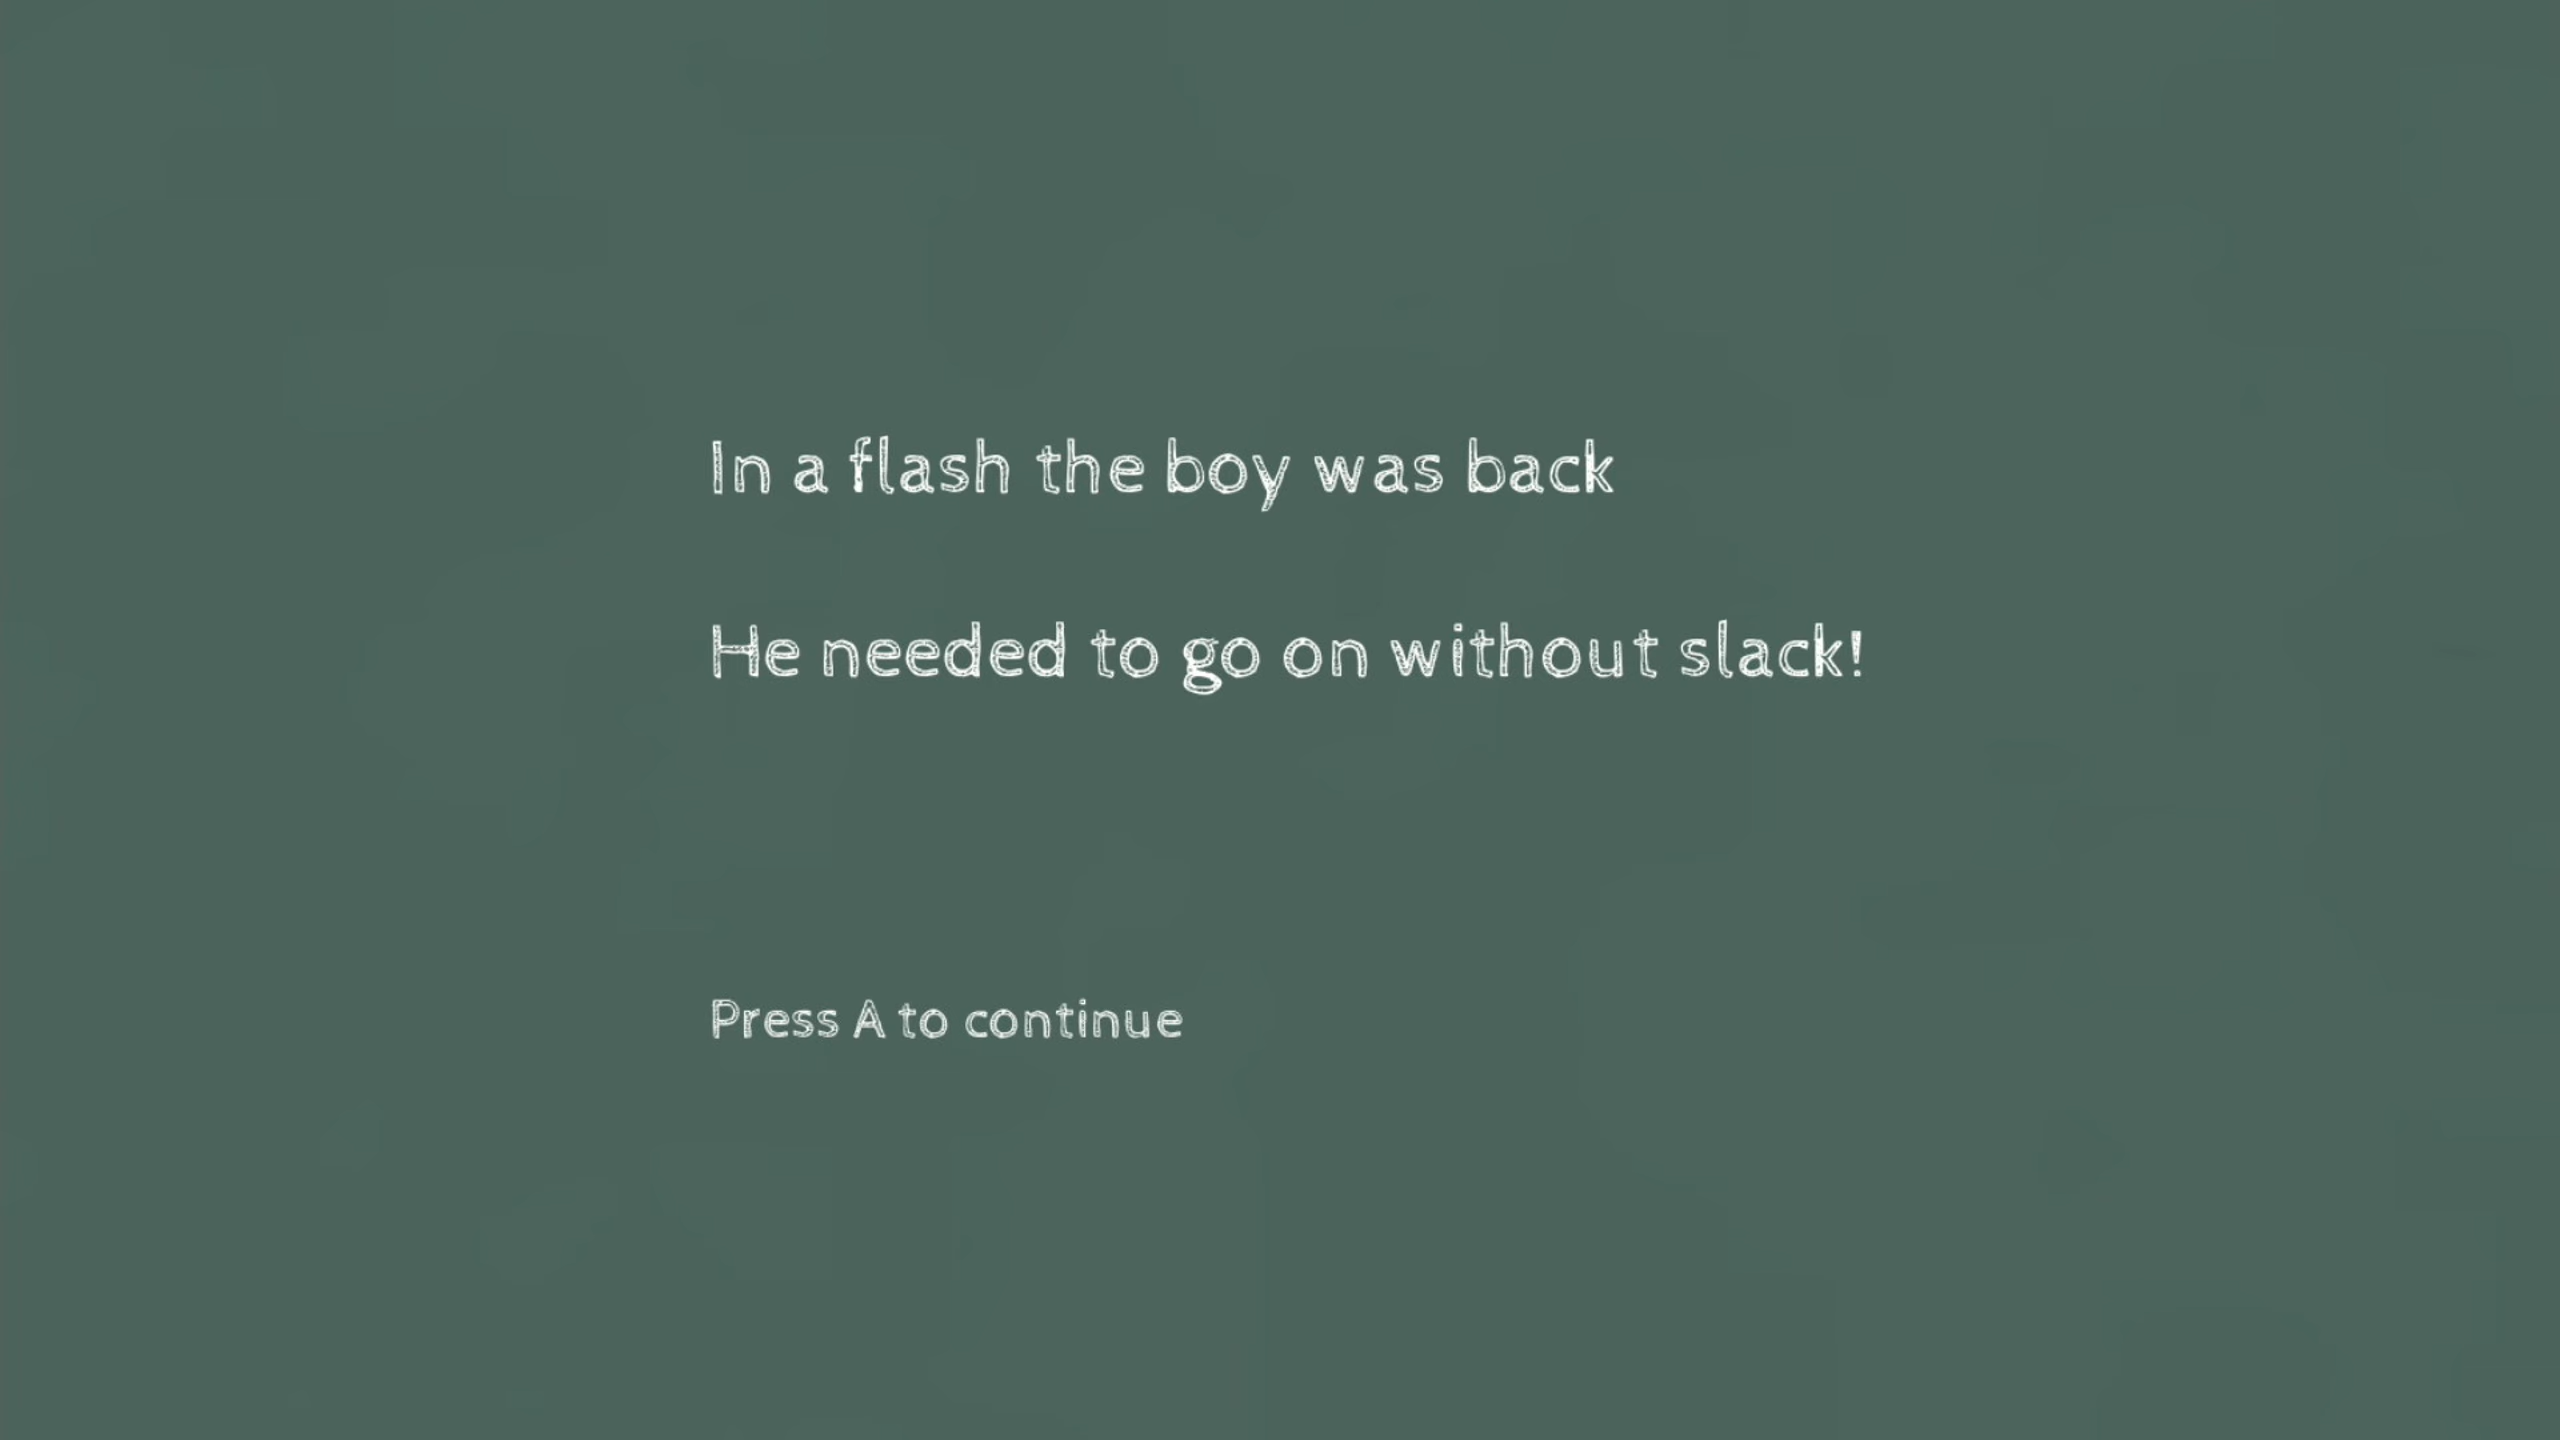 In a flash the boy was back
He needed to go on without slack!
Press A to continue